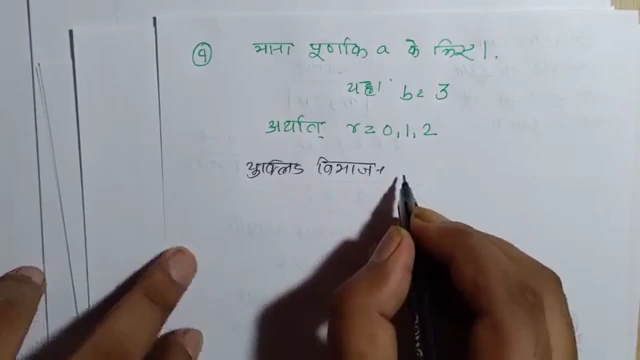 ④ माना पूर्णांक a के लिए ।
यहां b = 3
अर्थात् r = 0, 1, 2
युक्लिड विभाजन